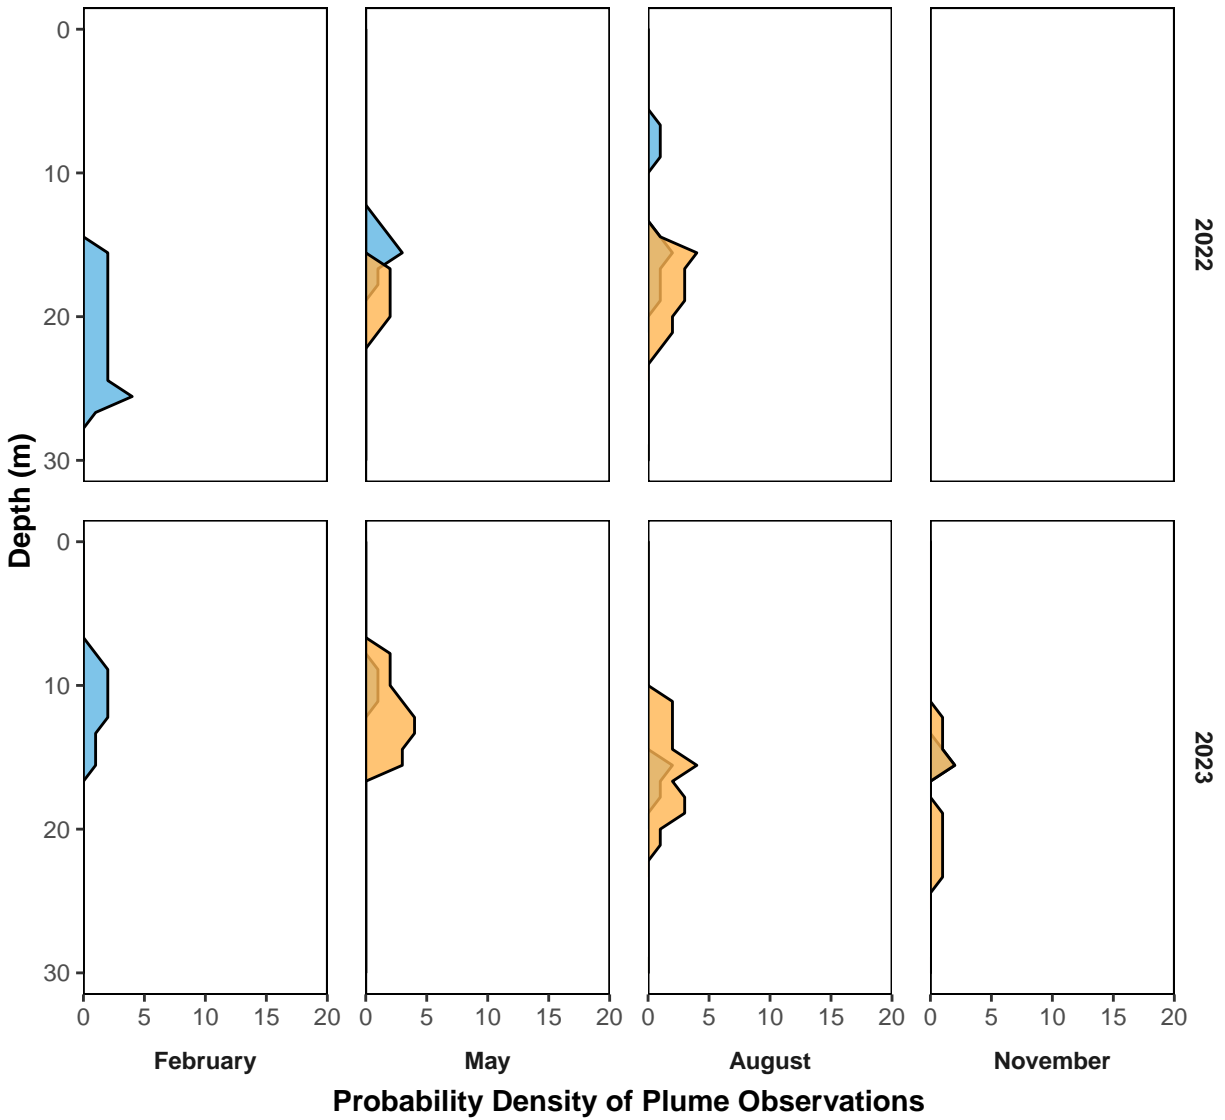 0
10
20
30
2022
Depth (m)
0
10
20
30
2023
0 5 10 15 20 0 5 10 15 20 0 5 10 15 20 0 5 10 15 20
February May August November
Probability Density of Plume Observations